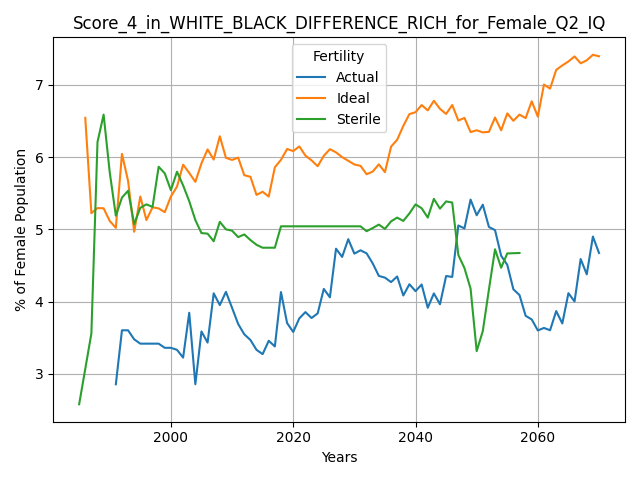 Score_4_in_WHITE_BLACK_DIFFERENCE_RICH_for_Female_Q2_IQ
Fertility
Actual
Ideal
Sterile
% of Female Population
7
6
5
4
3
2000 2020 2040 2060
Years